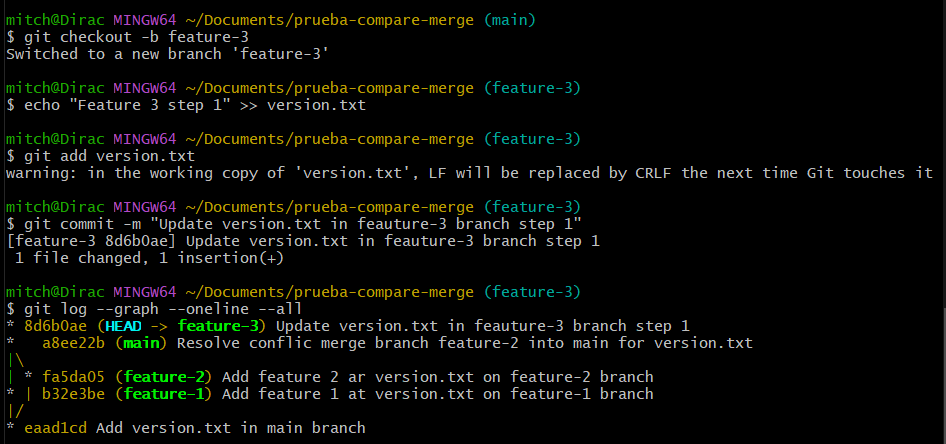 mitch@Dirac MINGW64 ~/Documents/prueba-compare-merge (main)
$ git checkout -b feature-3
Switched to a new branch 'feature-3'
mitch@Dirac MINGW64 ~/Documents/prueba-compare-merge (feature-3)
$ echo "Feature 3 step 1" >> version.txt
mitch@Dirac MINGW64 ~/Documents/prueba-compare-merge (feature-3)
$ git add version.txt
warning: in the working copy of 'version.txt', LF will be replaced by CRLF the next time Git touches it
mitch@Dirac MINGW64 ~/Documents/prueba-compare-merge (feature-3)
$ git commit -m "Update version.txt in feauture-3 branch step 1"
[feature-3 8d6b0ae] Update version.txt in feauture-3 branch step 1
 1 file changed, 1 insertion(+)
mitch@Dirac MINGW64 ~/Documents/prueba-compare-merge (feature-3)
$ git log --graph --oneline --all
* 8d6b0ae (HEAD -> feature-3) Update version.txt in feauture-3 branch step 1
*   a8ee22b (main) Resolve conflic merge branch feature-2 into main for version.txt
|\
| * fa5da05 (feature-2) Add feature 2 ar version.txt on feature-2 branch
* | b32e3be (feature-1) Add feature 1 at version.txt on feature-1 branch
|/
* eaad1cd Add version.txt in main branch